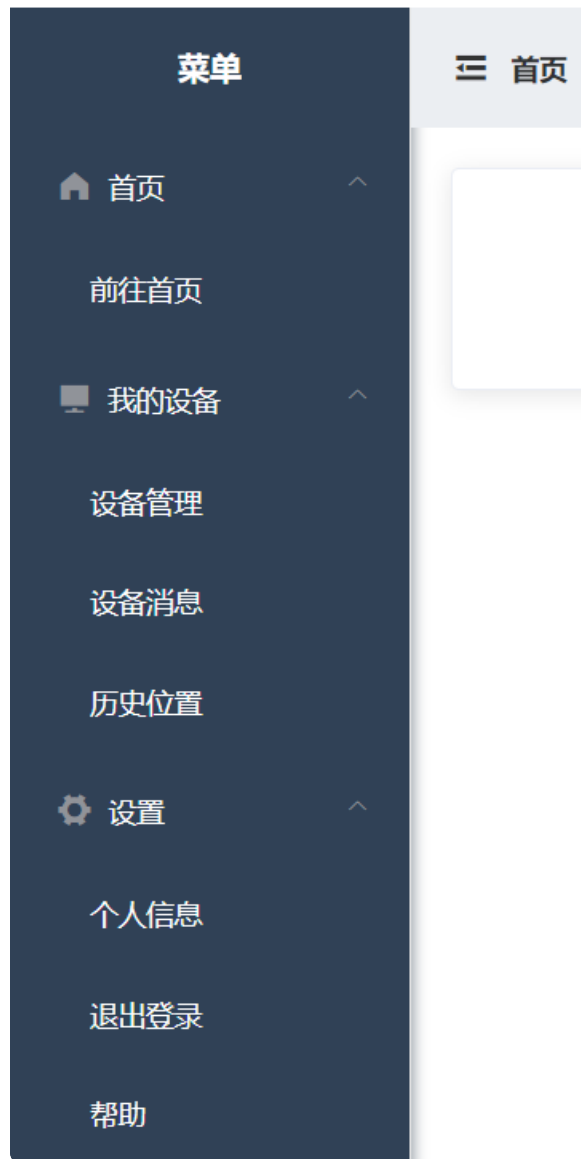 菜单
首页
首页
前往首页
我的设备
设备管理
设备消息
历史位置
设置
个人信息
退出登录
帮助